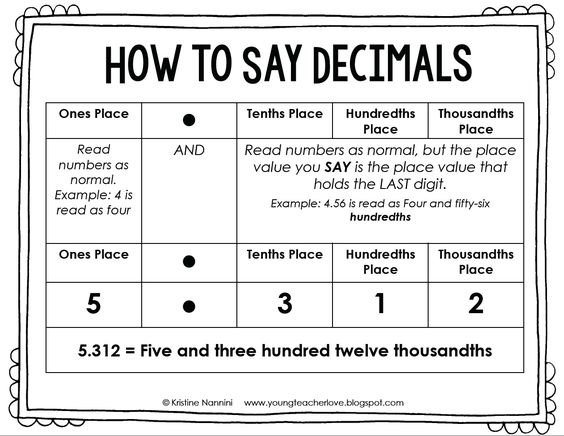 HOW TO SAY DECIMALS
Ones Place
•
Tenths Place
Hundredths
Place
Thousandths
Place
Read
numbers as
normal.
Example: 4 is
read as four
AND
Read numbers as normal, but the place
value you SAY is the place value that
holds the LAST digit.
Example: 4.56 is read as Four and fifty-six
hundredths
Ones Place
•
Tenths Place
Hundredths
Place
Thousandths
Place
5
•
3
1
2
5.312 = Five and three hundred twelve thousandths
© Kristine Nannini www.youngteacherlove.blogspot.com